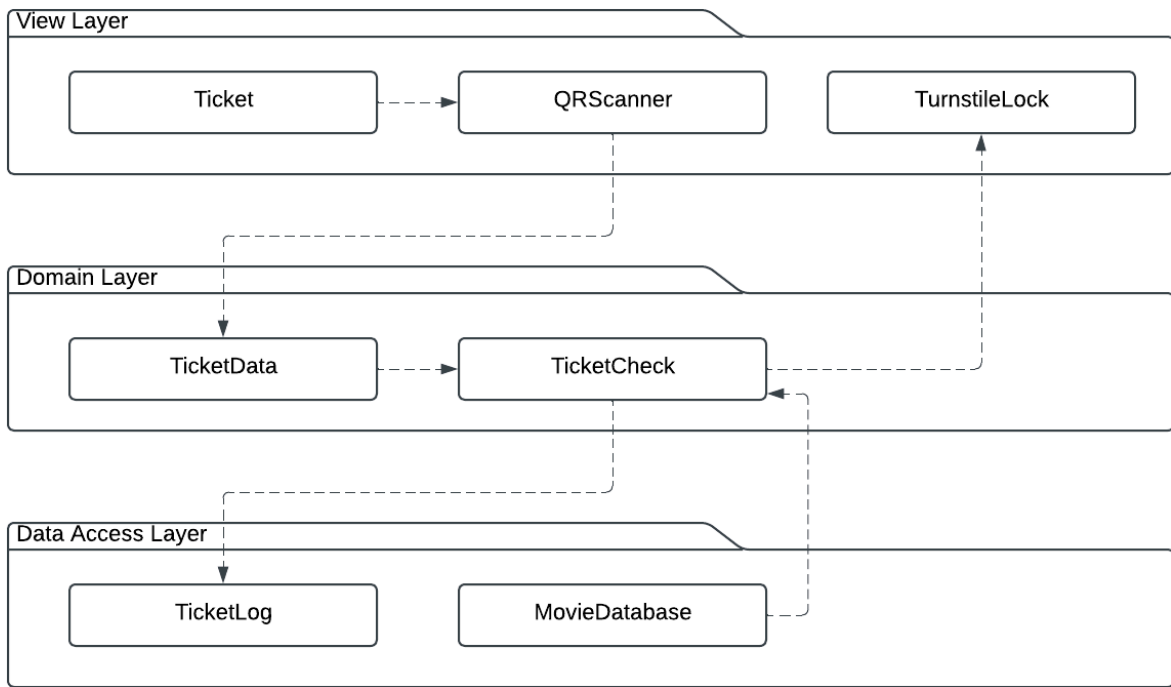 View Layer
Ticket
QRScanner
TurnstileLock
Domain Layer
TicketData
TicketCheck
Data Access Layer
TicketLog
MovieDatabase